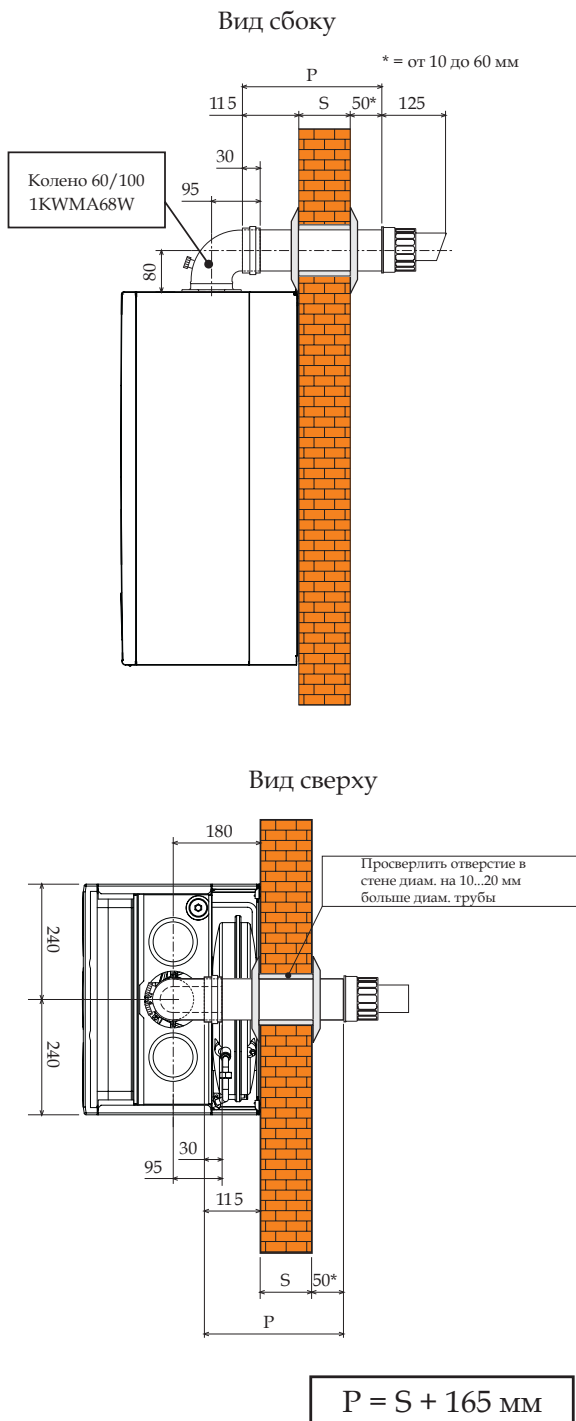 Вид сбоку
* = от 10 до 60 мм
P
115
S
50*
125
30
95
Колено 60/100
1KWMA68W
80
Вид сверху
180
Просверлить отверстие в
стене диам. на 10...20 мм
больше диам. трубы
240
240
30
95
115
S
50*
P
P = S + 165 мм